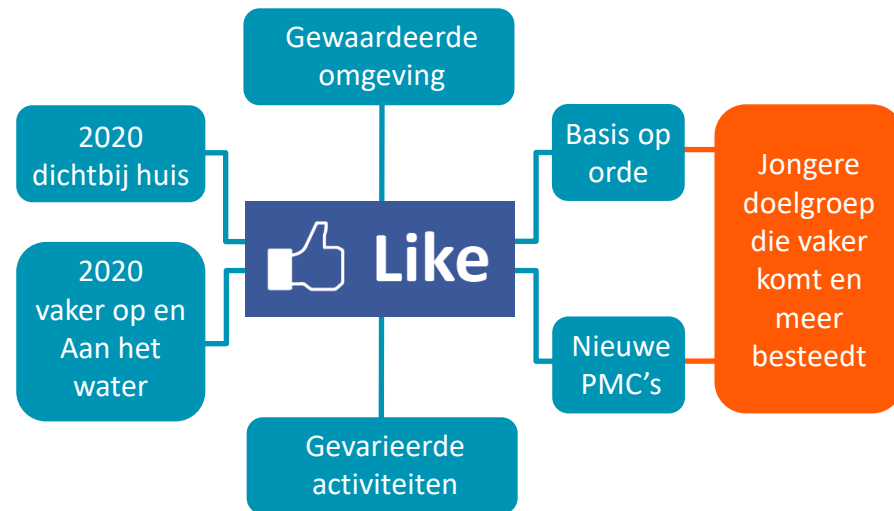 Gewaardeerde
omgeving
2020
dichtbij huis
Basis op
orde
Jongere
doelgroep
die vaker
komt en
meer
besteedt
Like
2020
vaker op en
Aan het
water
Nieuwe
PMC's
Gevarieerde
activiteiten